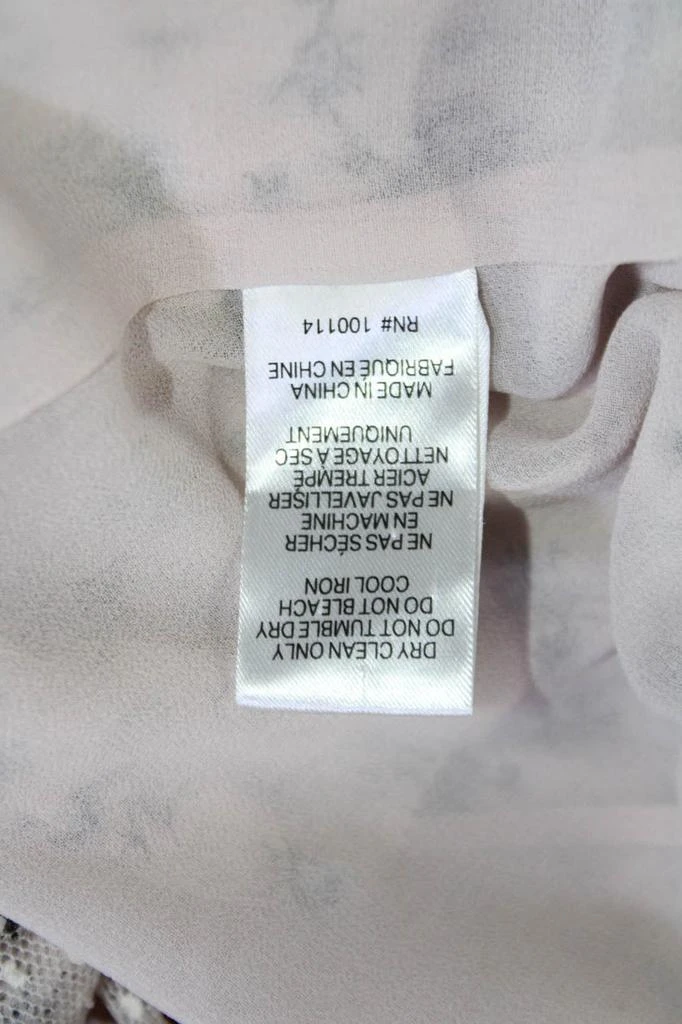 DRY CLEAN ONLY
DO NOT TUMBLE DRY
DO NOT BLEACH
COOL IRON
NE PAS SÉCHER
EN MACHINE
NE PAS JAVELLISER
ACIER TREMPÉ
NETTOYAGE À SEC
UNIQUEMENT
MADE IN CHINA
FABRIQUÉ EN CHINE
RN# 100114